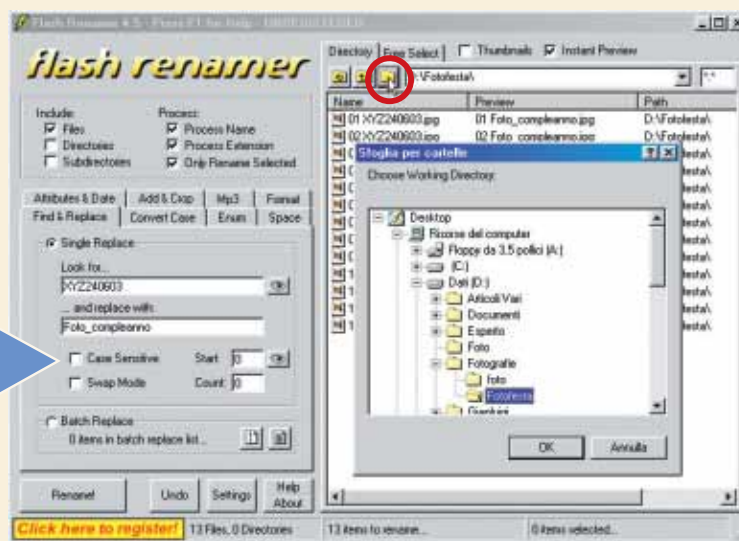 Flash Renamer 4.5 - Press F1 for help -
flash renamer
Include:
Files
Directories
Subdirectories
Process:
Process Name
Process Extension
Only Rename Selected
Attributes & Date
Add & Crop
Mp3
Format
Find & Replace
Convert Case
Enum
Space
Single Replace
Look for...
XYZ240603
... and replace with:
Foto_compleanno
Case Sensitive
Start: 0
Swap Mode
Count: 0
Batch Replace
0 items in batch replace list...
Rename!
Undo
Settings
Help
About
Click here to register!
13 Files, 0 Directories
Directory
Free Select
Thumbnails
Instant Preview
D:\Fotofesta\
*.*
Name
Preview
Path
01 XYZ240603.jpg
01 Foto_compleanno.jpg
D:\Fotofesta\
02 XYZ240603.jpg
02 Foto_compleanno.jpg
D:\Fotofesta\
Sfoglia per cartelle
Choose Working Directory:
Desktop
Risorse del computer
Floppy da 3.5 pollici (A:)
(C:)
Dati (D:)
Articoli Vari
Documenti
Esperto
Foto
Fotografie
foto
Fotofesta
OK
Annulla
13 items to rename...
0 items selected...